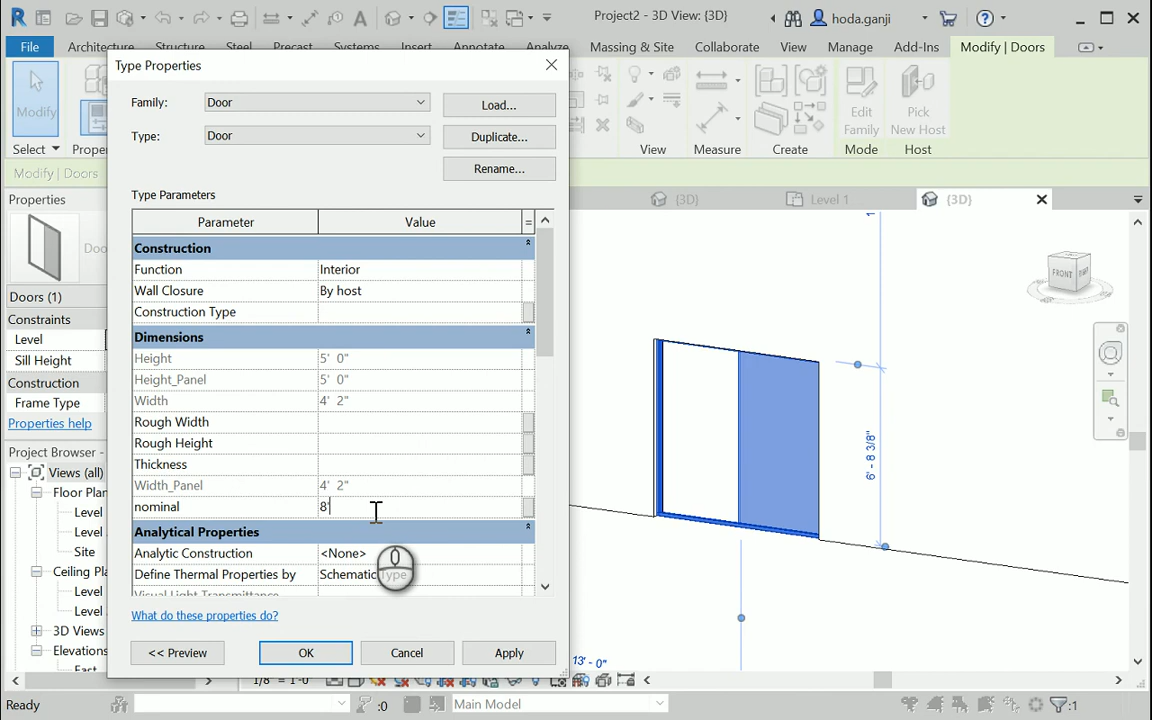 Project2 - 3D View: {3D}
hoda.ganji
File
Architecture
Structure
Steel
Precast
Systems
Insert
Annotate
Analyze
Massing & Site
Collaborate
View
Manage
Add-Ins
Modify | Doors
Modify
Edit
Family
Pick
New Host
Select
View
Measure
Create
Mode
Host
Modify | Doors
Properties
{3D}
Level 1
{3D}
Doors (1)
Constraints
Level
Sill Height
Construction
Frame Type
Properties help
Project Browser
Views (all)
Floor Plan
Level
Level
Site
Ceiling Pla
Level
Level
3D Views
Elevations
East
Type Properties
Family:
Door
Load...
Type:
Door
Duplicate...
Rename...
Type Parameters
Parameter Value =
Construction
Function Interior
Wall Closure By host
Construction Type
Dimensions
Height 5' 0"
Height_Panel 5' 0"
Width 4' 2"
Rough Width
Rough Height
Thickness
Width_Panel 4' 2"
nominal 8'
Analytical Properties
Analytic Construction <None>
Define Thermal Properties by Schematic Type
Visual Light Transmittance
What do these properties do?
<< Preview OK Cancel Apply
FRONT
6' - 8 3/8"
13' - 0"
1/8" = 1'-0"
Ready
:0
Main Model
:1